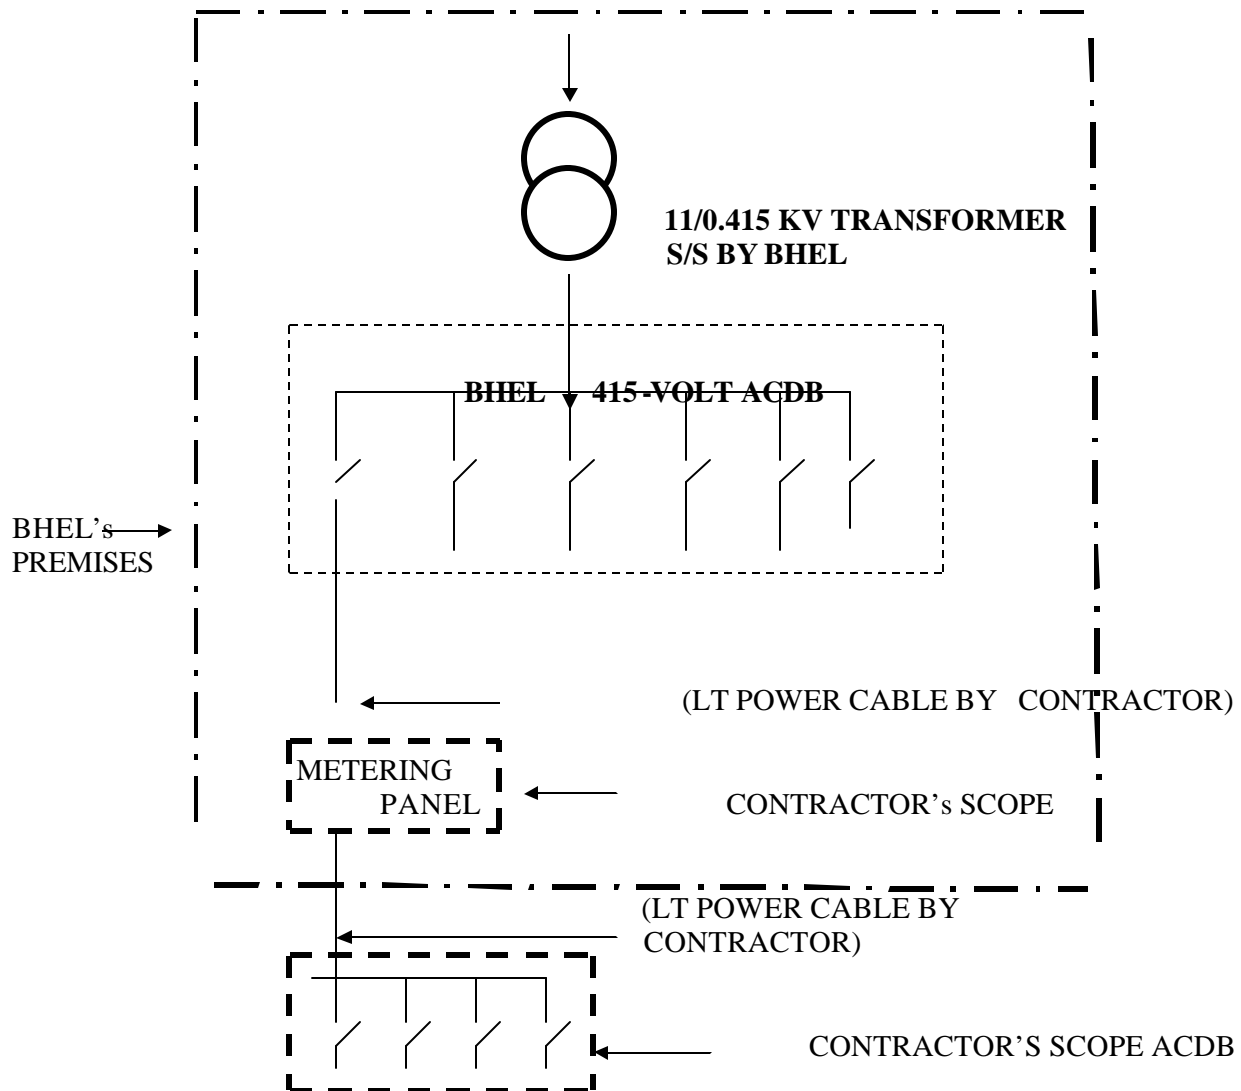 11/0.415 KV TRANSFORMER
S/S BY BHEL
BHEL 415-VOLT ACDB
BHEL's
PREMISES
(LT POWER CABLE BY CONTRACTOR)
METERING
PANEL
CONTRACTOR's SCOPE
(LT POWER CABLE BY
CONTRACTOR)
CONTRACTOR'S SCOPE ACDB